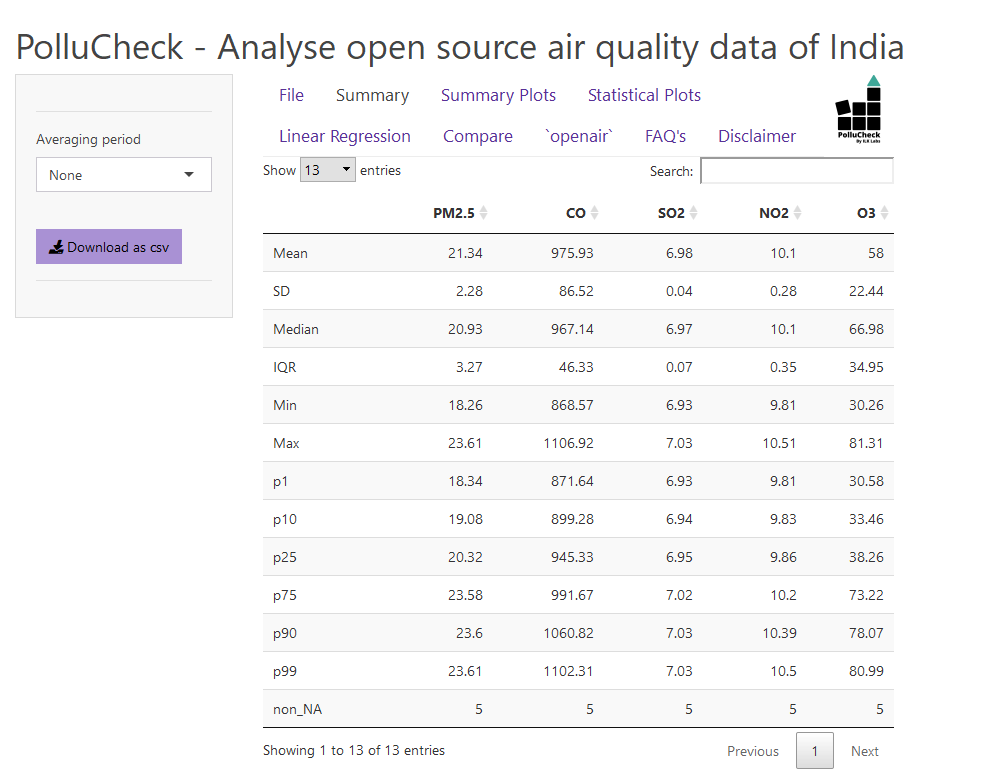 PolluCheck - Analyse open source air quality data of India
Averaging period
None
Download as csv
File Summary Summary Plots Statistical Plots
Linear Regression Compare `openair` FAQ's Disclaimer
PolluCheck
By ILK Labs
Show 13 entries Search:
PM2.5 CO SO2 NO2 O3
Mean 21.34 975.93 6.98 10.1 58
SD 2.28 86.52 0.04 0.28 22.44
Median 20.93 967.14 6.97 10.1 66.98
IQR 3.27 46.33 0.07 0.35 34.95
Min 18.26 868.57 6.93 9.81 30.26
Max 23.61 1106.92 7.03 10.51 81.31
p1 18.34 871.64 6.93 9.81 30.58
p10 19.08 899.28 6.94 9.83 33.46
p25 20.32 945.33 6.95 9.86 38.26
p75 23.58 991.67 7.02 10.2 73.22
p90 23.6 1060.82 7.03 10.39 78.07
p99 23.61 1102.31 7.03 10.5 80.99
non_NA 5 5 5 5 5
Showing 1 to 13 of 13 entries Previous 1 Next